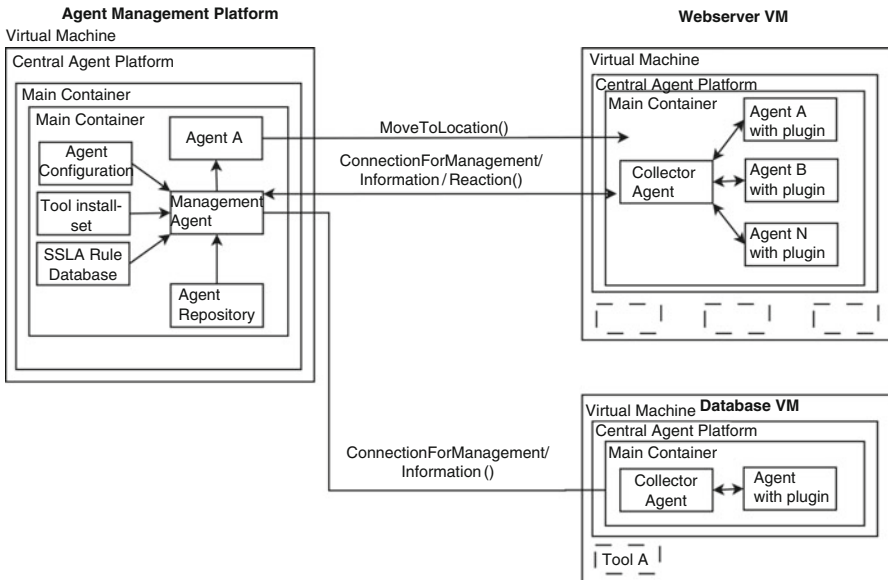 Agent Management Platform
Virtual Machine
Central Agent Platform
Main Container
Main Container
Agent A
Agent
Configuration
Tool install-
set
SSLA Rule
Database
Management
Agent
Agent
Repository
MoveToLocation()
ConnectionForManagement/
Information/Reaction()
ConnectionForManagement/
Information()
Webserver VM
Virtual Machine
Central Agent Platform
Main Container
Collector
Agent
Agent A
with plugin
Agent B
with plugin
Agent N
with plugin
Database VM
Virtual Machine
Central Agent Platform
Main Container
Collector
Agent
Agent
with plugin
Tool A